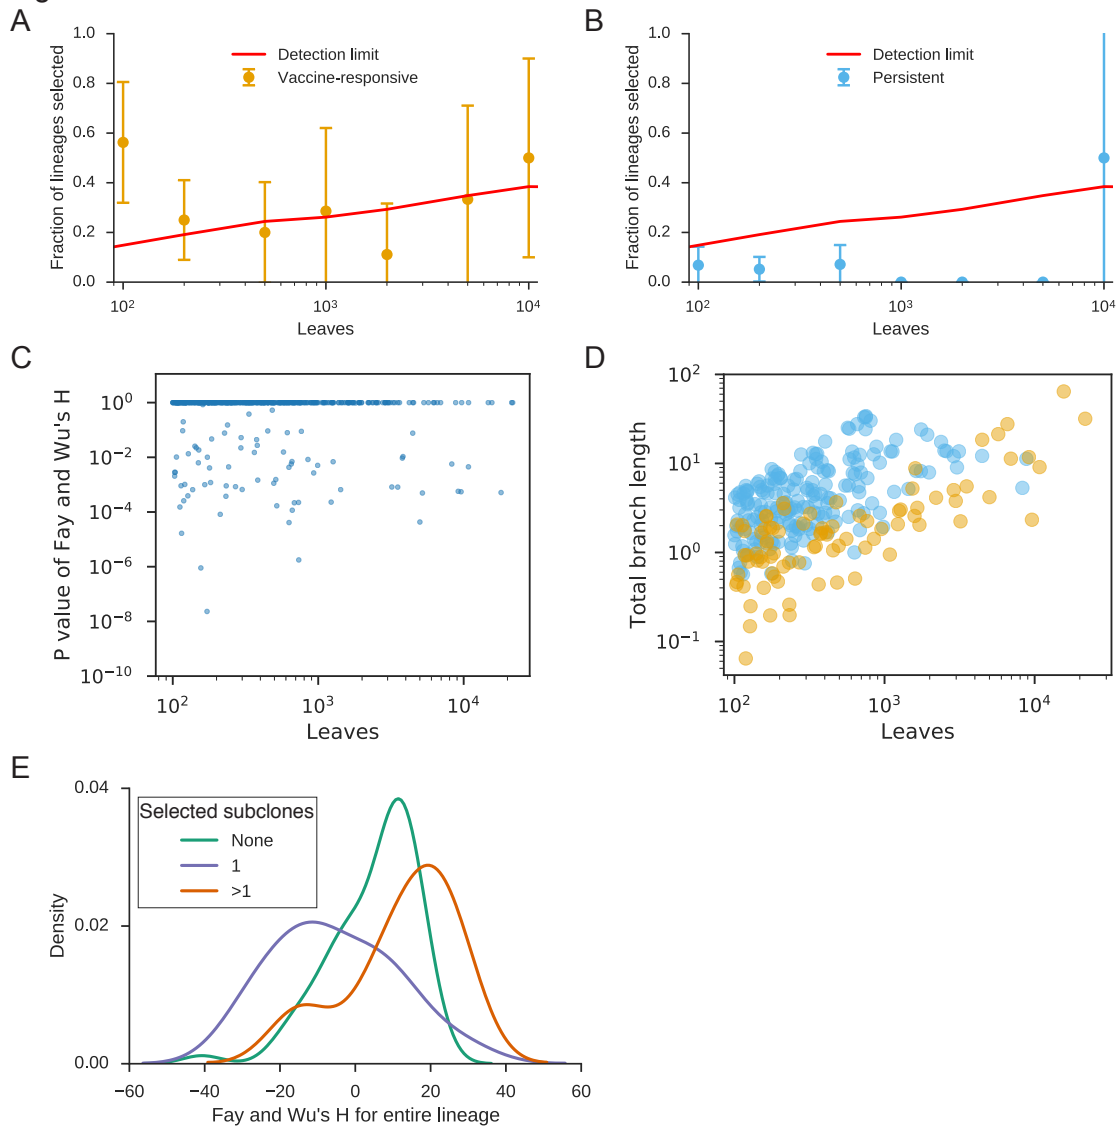 A
Fraction of lineages selected
1.0
0.8
0.6
0.4
0.2
0.0
Detection limit
Vaccine-responsive
10²
10³
10⁴
Leaves
B
Fraction of lineages selected
1.0
0.8
0.6
0.4
0.2
0.0
Detection limit
Persistent
10²
10³
10⁴
Leaves
C
P value of Fay and Wu's H
10⁰
10⁻²
10⁻⁴
10⁻⁶
10⁻⁸
10⁻¹⁰
10²
10³
10⁴
Leaves
D
Total branch length
10²
10¹
10⁰
10⁻¹
10²
10³
10⁴
Leaves
E
Density
0.04
0.02
0.00
Selected subclones
None
1
>1
−60
−40
−20
0
20
40
60
Fay and Wu's H for entire lineage